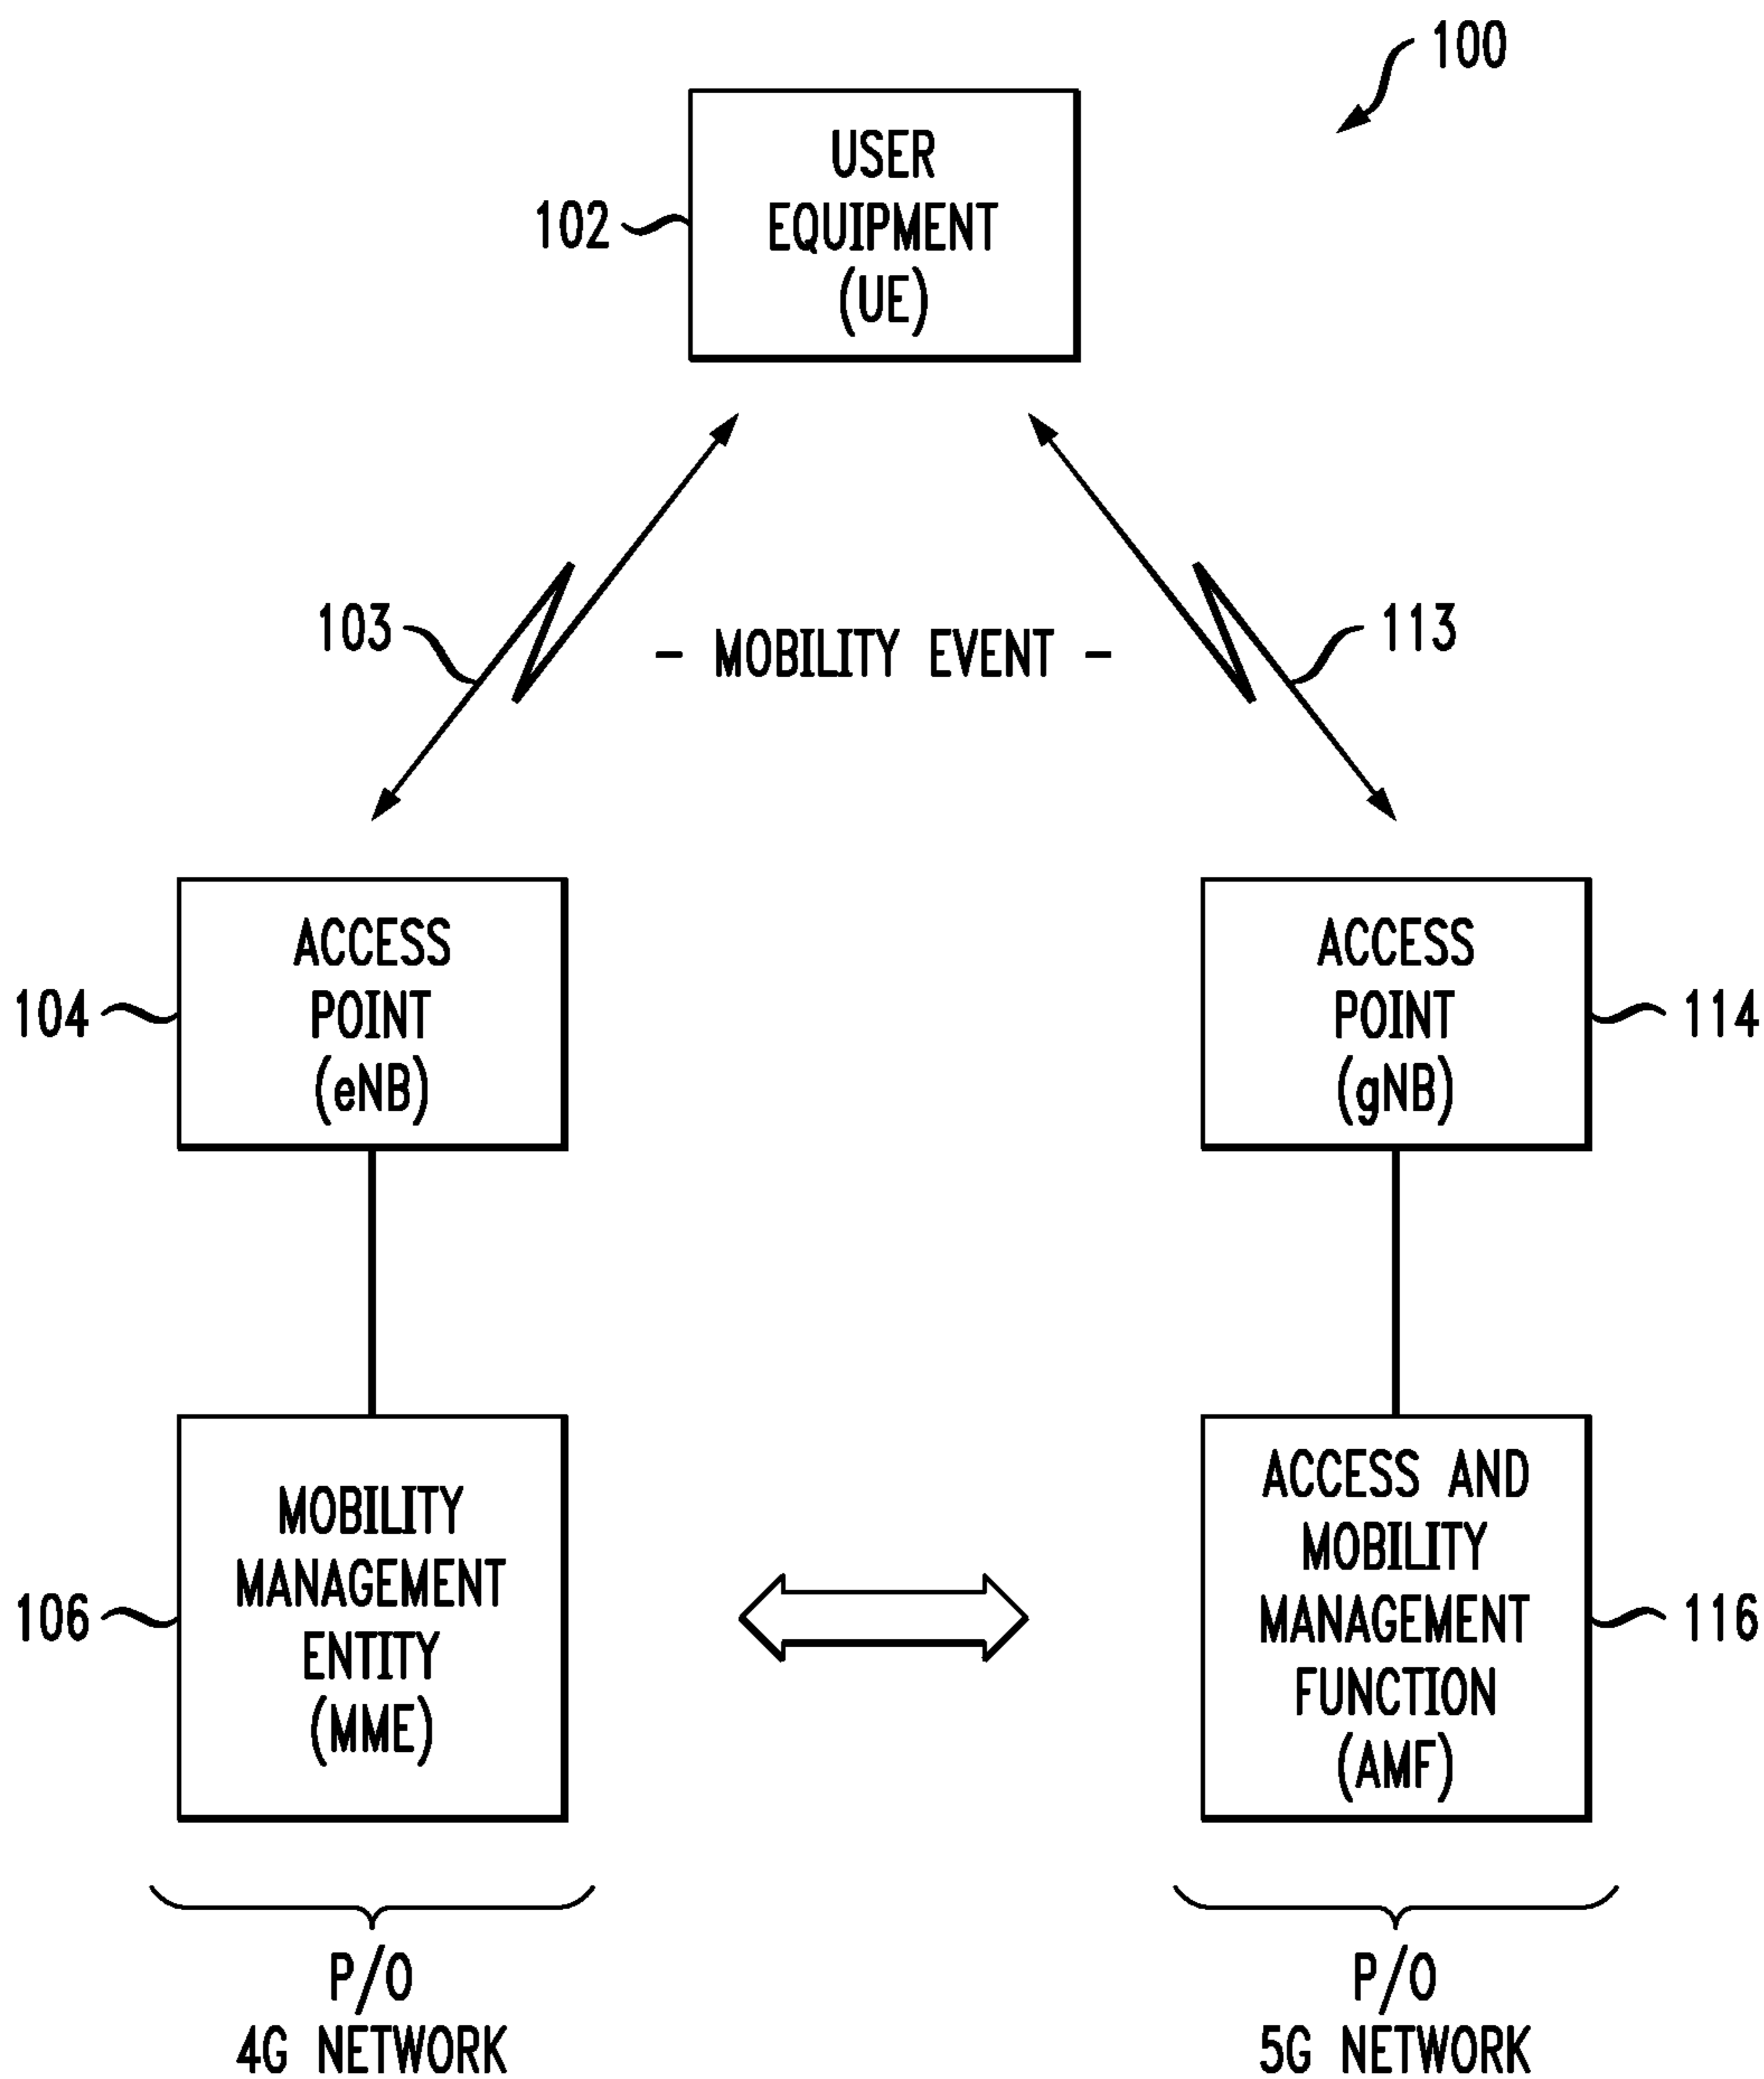 100
USER
EQUIPMENT
(UE)
102
103
- MOBILITY EVENT -
113
ACCESS
POINT
(eNB)
104
ACCESS
POINT
(gNB)
114
MOBILITY
MANAGEMENT
ENTITY
(MME)
106
ACCESS AND
MOBILITY
MANAGEMENT
FUNCTION
(AMF)
116
P/O
4G NETWORK
P/O
5G NETWORK